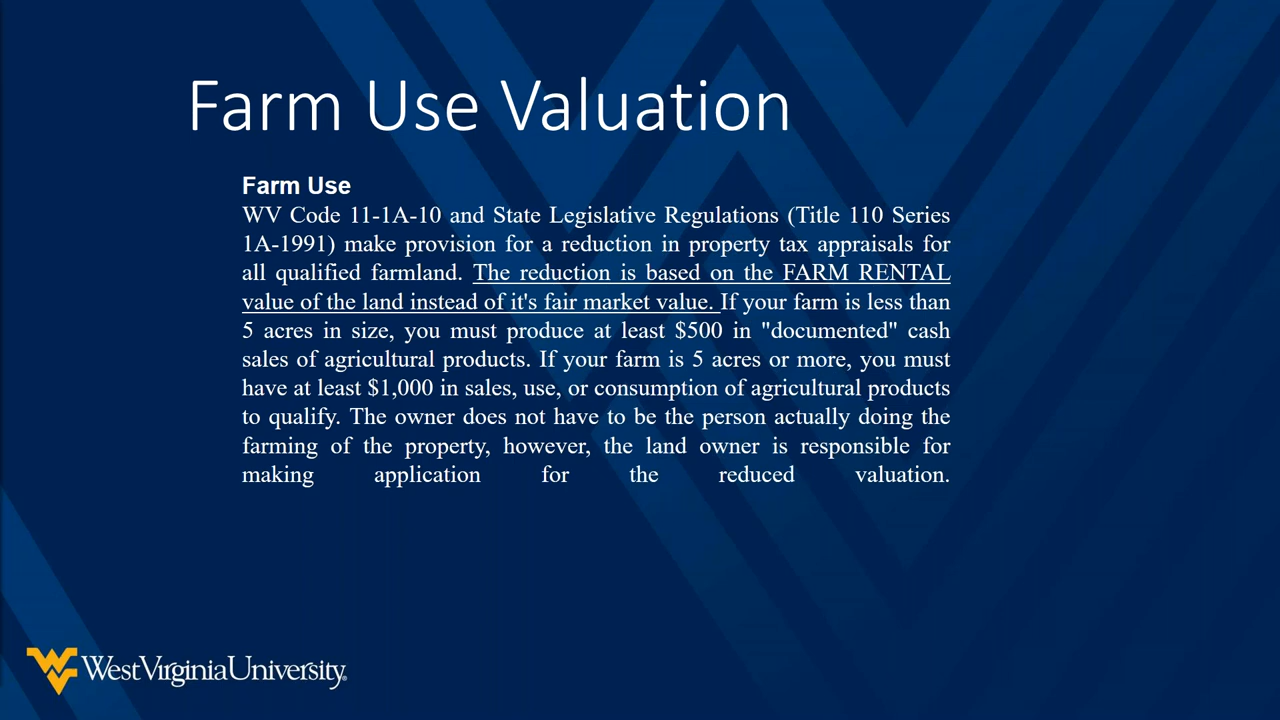 Farm Use Valuation
Farm Use
WV Code 11-1A-10 and State Legislative Regulations (Title 110 Series
1A-1991) make provision for a reduction in property tax appraisals for
all qualified farmland. The reduction is based on the FARM RENTAL
value of the land instead of it's fair market value. If your farm is less than
5 acres in size, you must produce at least $500 in "documented" cash
sales of agricultural products. If your farm is 5 acres or more, you must
have at least $1,000 in sales, use, or consumption of agricultural products
to qualify. The owner does not have to be the person actually doing the
farming of the property, however, the land owner is responsible for
making application for the reduced valuation.
WestVirginiaUniversity.